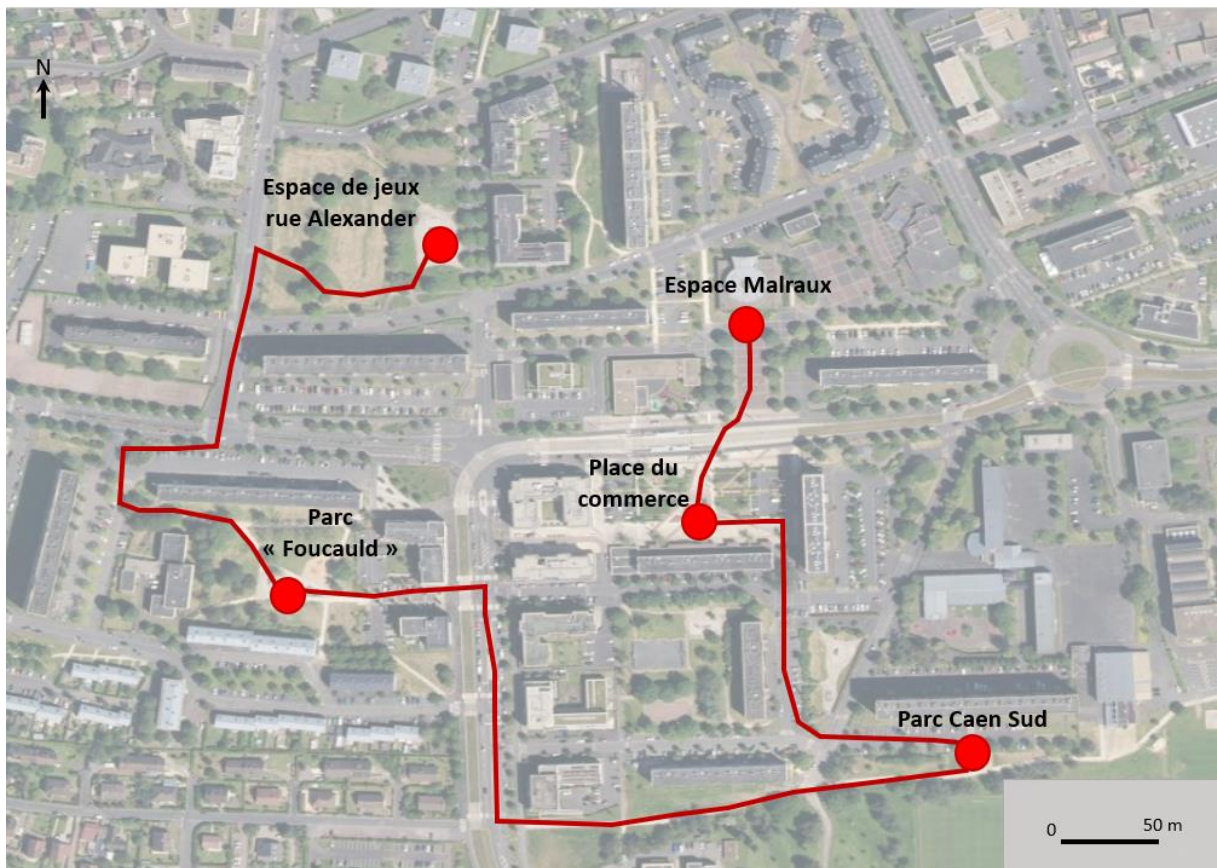 N
Espace de jeux
rue Alexander
Espace Malraux
Place du
commerce
Parc
« Foucauld »
Parc Caen Sud
0 50 m